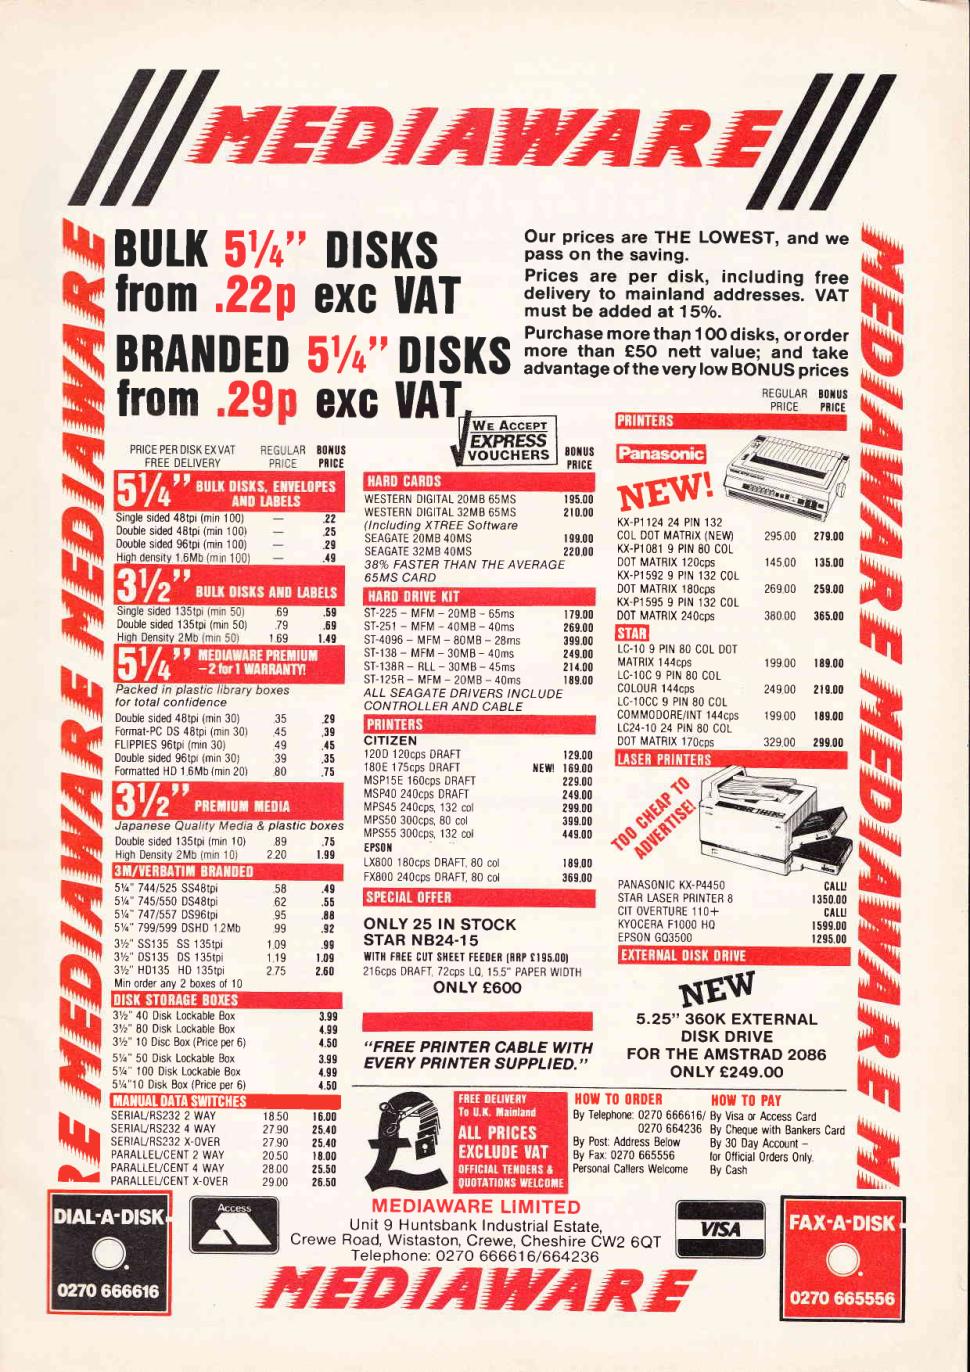 MEDIAWARE
MEDIAWARE MEDIAWARE
RE MEDIAWARE
MEDIAWARE MEDIAWARE M
BULK 5¼” DISKS
from .22p exc VAT
BRANDED 5¼” DISKS
from .29p exc VAT
Our prices are THE LOWEST, and we
pass on the saving.
Prices are per disk, including free
delivery to mainland addresses. VAT
must be added at 15%.
Purchase more than 100 disks, or order
more than £50 nett value; and take
advantage of the very low BONUS prices
PRICE PER DISK EX VAT REGULAR BONUS
FREE DELIVERY PRICE PRICE
5¼” BULK DISKS, ENVELOPES
AND LABELS
Single sided 48tpi (min 100) — .22
Double sided 48tpi (min 100) — .25
Double sided 96tpi (min 100) — .29
High density 1.6Mb (min 100) — .49
3½” BULK DISKS AND LABELS
Single sided 135tpi (min 50) .69 .59
Double sided 135tpi (min 50) .79 .69
High Density 2Mb (min 50) 1.69 1.49
5¼” MEDIAWARE PREMIUM
– 2 for 1 WARRANTY!
Packed in plastic library boxes
for total confidence
Double sided 48tpi (min 30) .35 .29
Format-PC DS 48tpi (min 30) .45 .39
FLIPPIES 96tpi (min 30) .49 .45
Double sided 96tpi (min 30) .39 .35
Formatted HD 1.6Mb (min 20) .80 .75
3½” PREMIUM MEDIA
Japanese Quality Media & plastic boxes
Double sided 135tpi (min 10) .89 .75
High Density 2Mb (min 10) 2.20 1.99
3M/VERBATIM BRANDED
5¼" 744/525 SS48tpi .58 .49
5¼" 745/550 DS48tpi .62 .55
5¼" 747/557 DS96tpi .95 .88
5¼" 799/599 DSHD 1.2Mb .99 .92
3½" SS135 SS 135tpi 1.09 .99
3½" DS135 DS 135tpi 1.19 1.09
3½" HD135 HD 135tpi 2.75 2.60
Min order any 2 boxes of 10
DISK STORAGE BOXES
3½" 40 Disk Lockable Box 3.99
3½" 80 Disk Lockable Box 4.99
3½" 10 Disc Box (Price per 6) 4.50
5¼" 50 Disk Lockable Box 3.99
5¼" 100 Disk Lockable Box 4.99
5¼"10 Disk Box (Price per 6) 4.50
MANUAL DATA SWITCHES
SERIAL/RS232 2 WAY 18.50 16.00
SERIAL/RS232 4 WAY 27.90 25.40
SERIAL/RS232 X-OVER 27.90 25.40
PARALLEL/CENT 2 WAY 20.50 18.00
PARALLEL/CENT 4 WAY 28.00 25.50
PARALLEL/CENT X-OVER 29.00 26.50
WE ACCEPT
EXPRESS
VOUCHERS
BONUS
PRICE
HARD CARDS
WESTERN DIGITAL 20MB 65MS 195.00
WESTERN DIGITAL 32MB 65MS 210.00
(Including XTREE Software
SEAGATE 20MB 40MS 199.00
SEAGATE 32MB 40MS 220.00
38% FASTER THAN THE AVERAGE
65MS CARD
HARD DRIVE KIT
ST-225 – MFM – 20MB – 65ms 179.00
ST-251 – MFM – 40MB – 40ms 269.00
ST-4096 – MFM – 80MB – 28ms 399.00
ST-138 – MFM – 30MB – 40ms 249.00
ST-138R – RLL – 30MB – 45ms 214.00
ST-125R – MFM – 20MB – 40ms 189.00
ALL SEAGATE DRIVERS INCLUDE
CONTROLLER AND CABLE
PRINTERS
CITIZEN
120D 120cps DRAFT 129.00
180E 175cps DRAFT NEW! 169.00
MSP15E 160cps DRAFT 229.00
MSP40 240cps DRAFT 249.00
MPS45 240cps, 132 col 299.00
MPS50 300cps, 80 col 399.00
MPS55 300cps, 132 col 449.00
EPSON
LX800 180cps DRAFT, 80 col 189.00
FX800 240cps DRAFT, 80 col 369.00
SPECIAL OFFER
ONLY 25 IN STOCK
STAR NB24-15
WITH FREE CUT SHEET FEEDER (RRP £195.00)
216cps DRAFT, 72cps LQ, 15.5" PAPER WIDTH
ONLY £600
“FREE PRINTER CABLE WITH
EVERY PRINTER SUPPLIED.”
REGULAR BONUS
PRICE PRICE
PRINTERS
Panasonic
NEW!
KX-P1124 24 PIN 132
COL DOT MATRIX (NEW) 295.00 279.00
KX-P1081 9 PIN 80 COL
DOT MATRIX 120cps 145.00 135.00
KX-P1592 9 PIN 132 COL
DOT MATRIX 180cps 269.00 259.00
KX-P1595 9 PIN 132 COL
DOT MATRIX 240cps 380.00 365.00
STAR
LC-10 9 PIN 80 COL DOT
MATRIX 144cps 199.00 189.00
LC-10C 9 PIN 80 COL
COLOUR 144cps 249.00 219.00
LC-10CC 9 PIN 80 COL
COMMODORE/INT 144cps 199.00 189.00
LC24-10 24 PIN 80 COL
DOT MATRIX 170cps 329.00 299.00
LASER PRINTERS
TOO CHEAP TO
ADVERTISE!
PANASONIC KX-P4450 CALL!
STAR LASER PRINTER 8 1350.00
CIT OVERTURE 110+ CALL!
KYOCERA F1000 HQ 1599.00
EPSON GQ3500 1295.00
EXTERNAL DISK DRIVE
NEW
5.25” 360K EXTERNAL
DISK DRIVE
FOR THE AMSTRAD 2086
ONLY £249.00
FREE DELIVERY
To U.K. Mainland
ALL PRICES
EXCLUDE VAT
OFFICIAL TENDERS &
QUOTATIONS WELCOME
HOW TO ORDER
By Telephone: 0270 666616/
0270 664236
By Post: Address Below
By Fax: 0270 665556
Personal Callers Welcome
HOW TO PAY
By Visa or Access Card
By Cheque with Bankers Card
By 30 Day Account –
for Official Orders Only.
By Cash
DIAL-A-DISK
0270 666616
Access
MEDIAWARE LIMITED
Unit 9 Huntsbank Industrial Estate,
Crewe Road, Wistaston, Crewe, Cheshire CW2 6QT
Telephone: 0270 666616/664236
MEDIAWARE
VISA
FAX-A-DISK
0270 665556